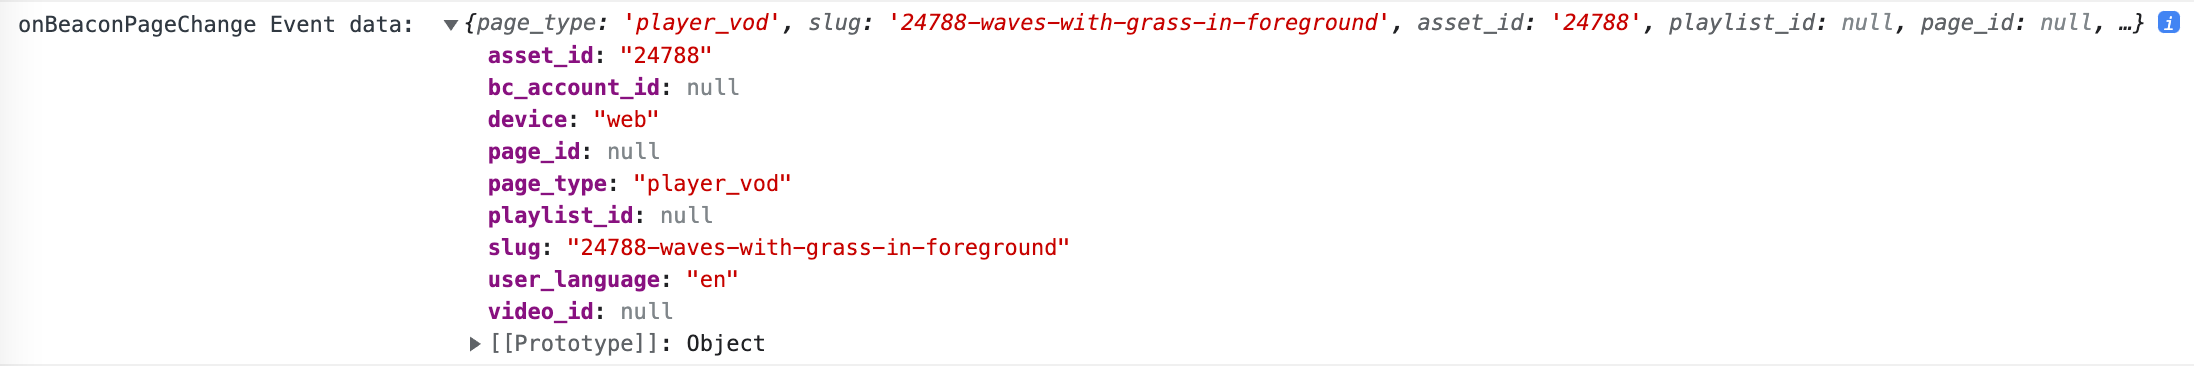 onBeaconPageChange Event data: ▼{page_type: 'player_vod', slug: '24788-waves-with-grass-in-foreground', asset_id: '24788', playlist_id: null, page_id: null, …} i
asset_id: "24788"
bc_account_id: null
device: "web"
page_id: null
page_type: "player_vod"
playlist_id: null
slug: "24788-waves-with-grass-in-foreground"
user_language: "en"
video_id: null
▶[[Prototype]]: Object